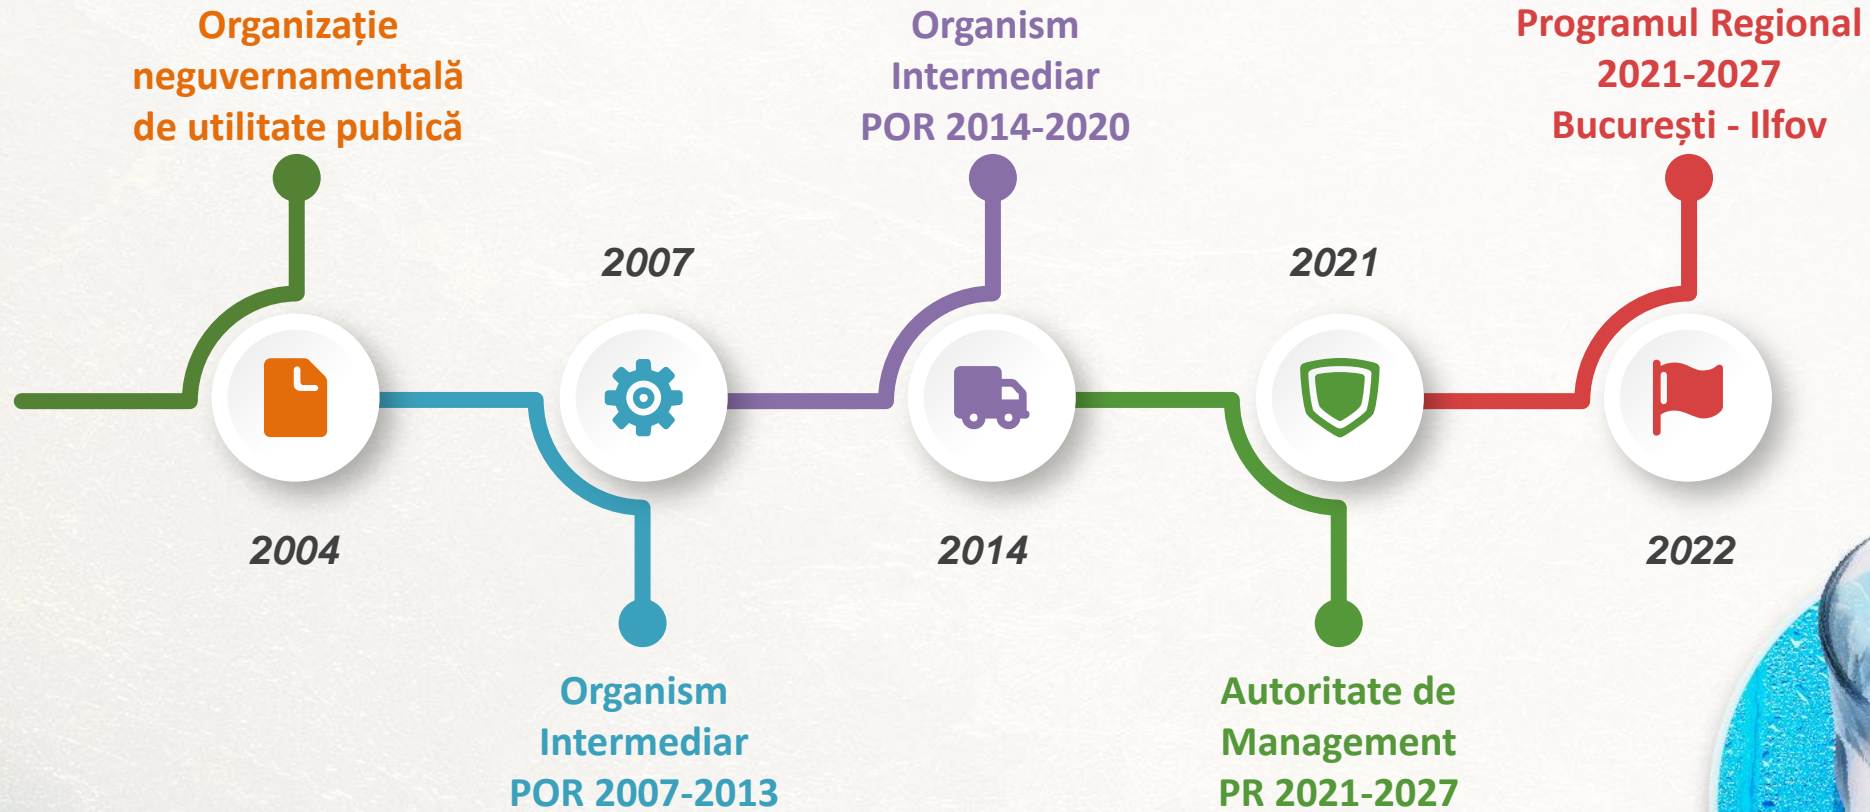 Organizație
neguvernamentală
de utilitate publică
2004
2007
Organism
Intermediar
POR 2007-2013
Organism
Intermediar
POR 2014-2020
2014
2021
Autoritate de
Management
PR 2021-2027
Programul Regional
2021-2027
București - Ilfov
2022